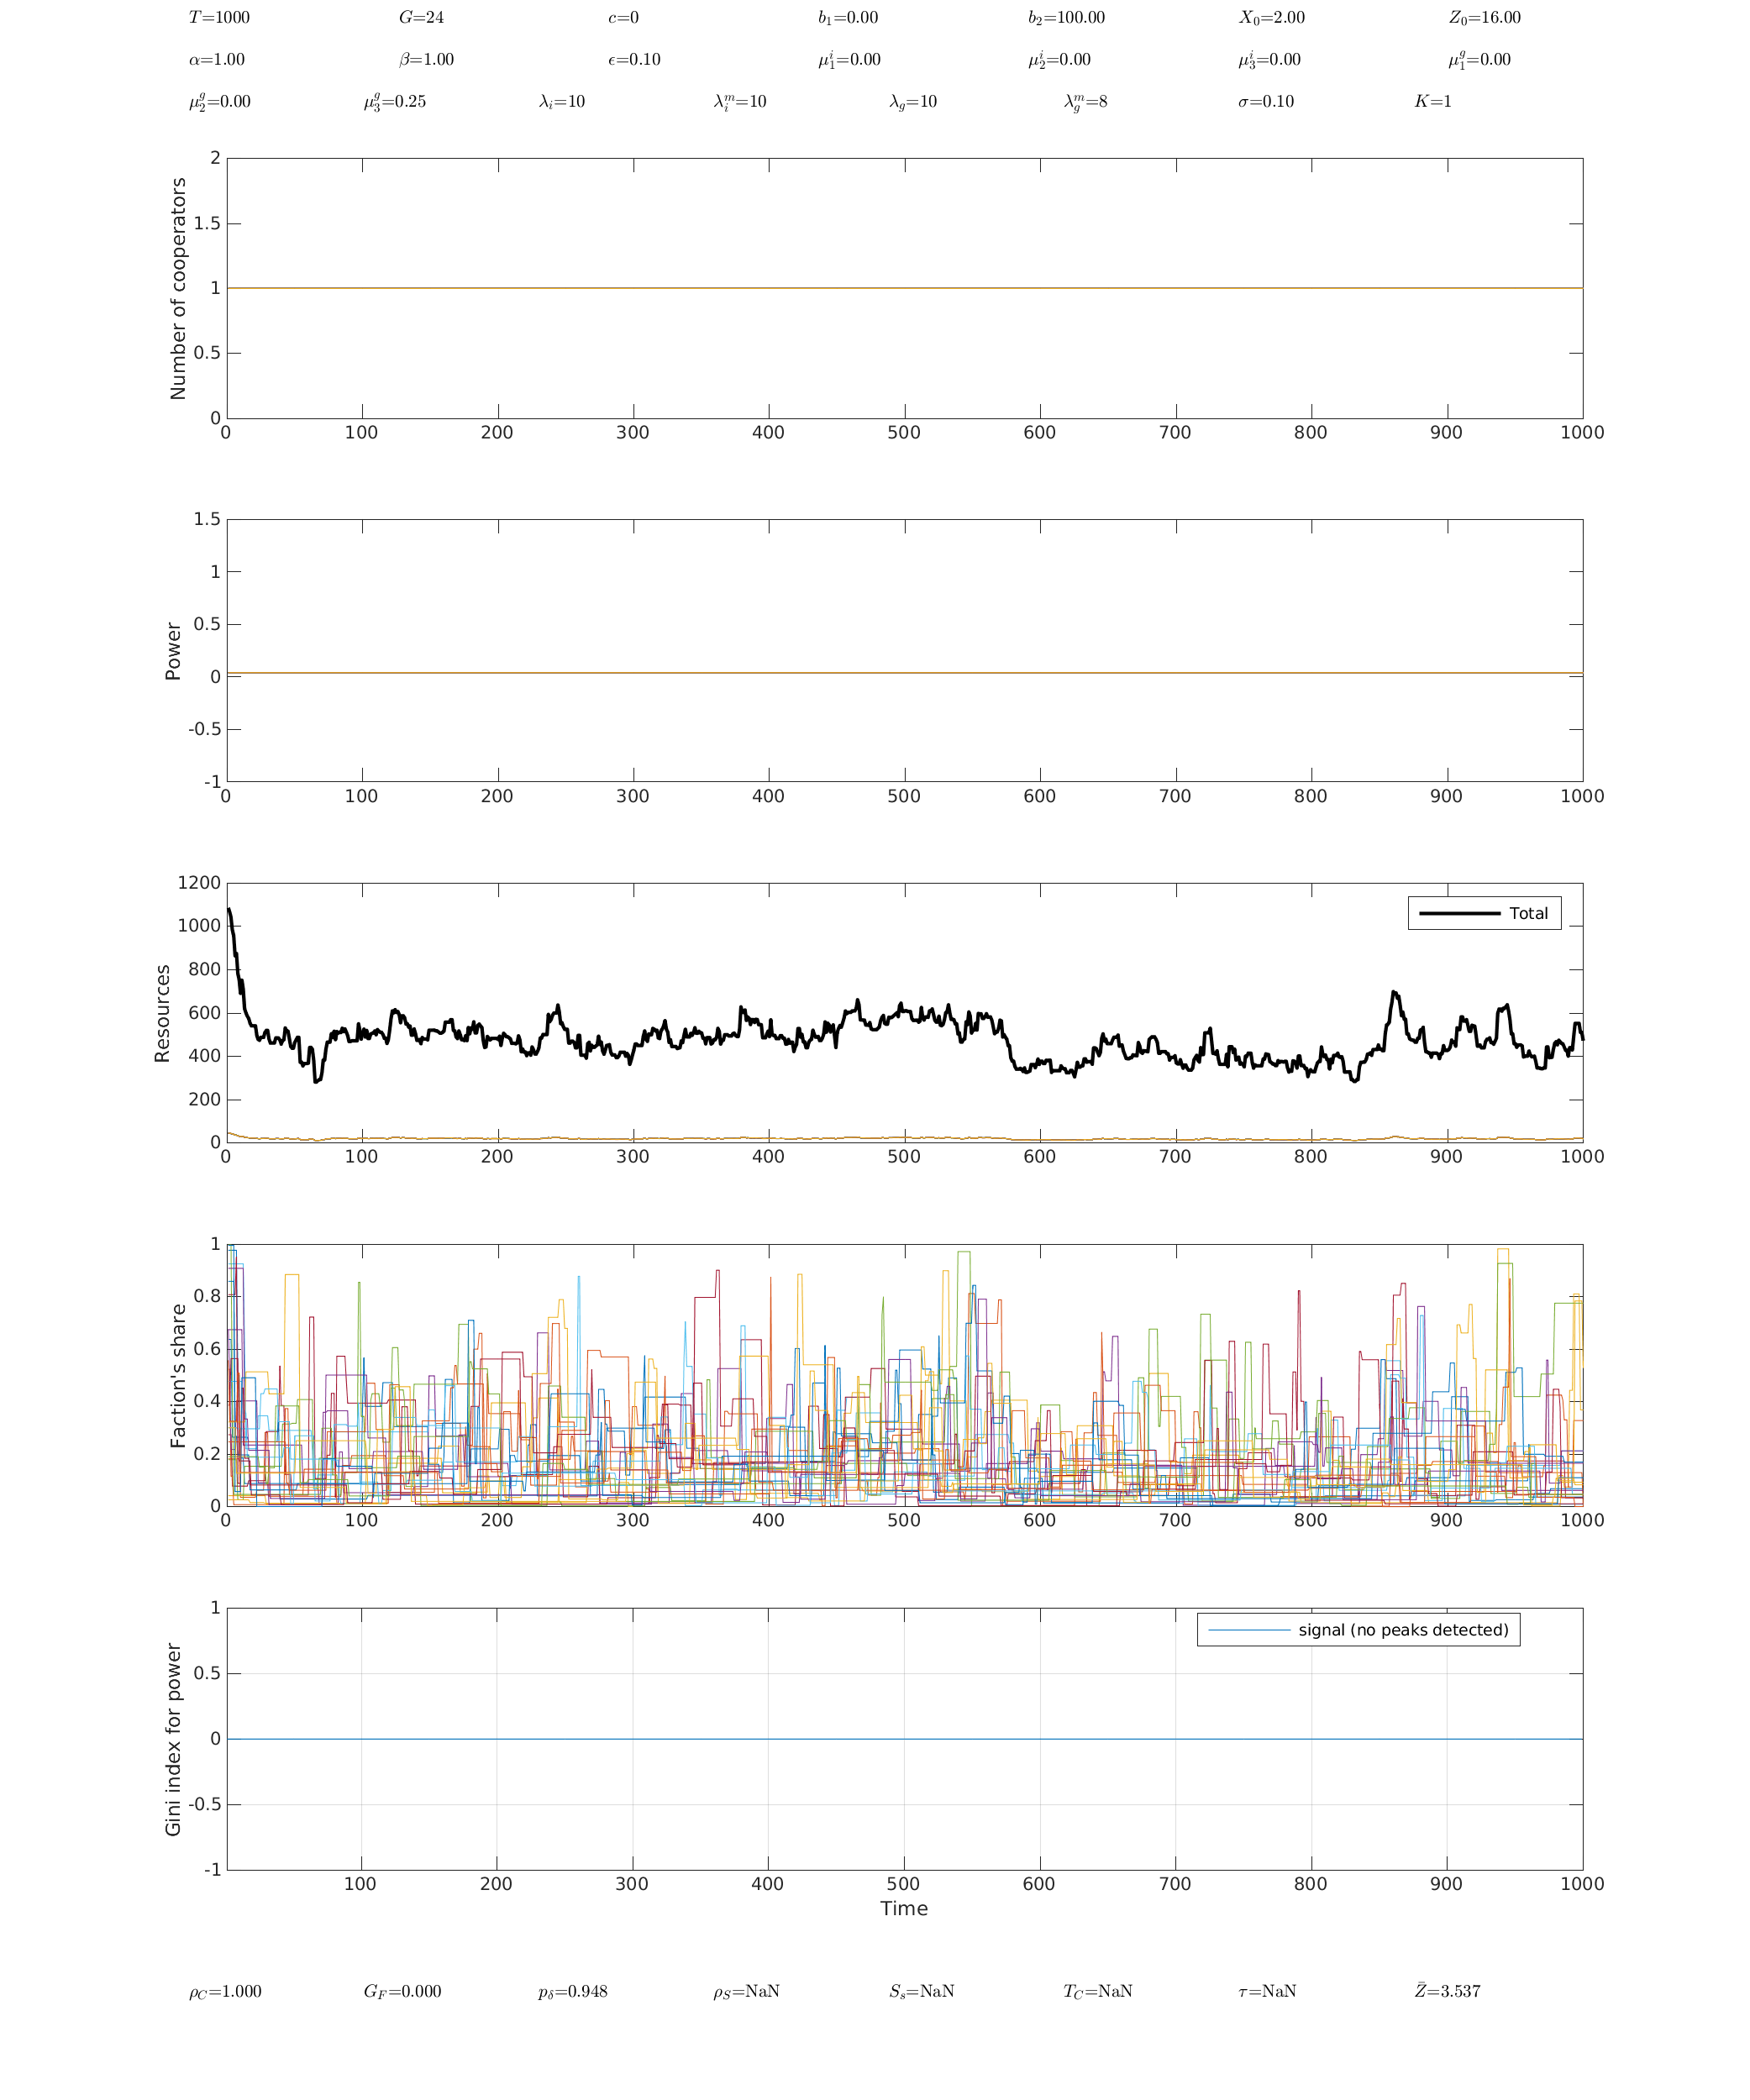 T=1000 G=24 c=0 b₁=0.00 b₂=100.00 X₀=2.00 Z₀=16.00
α=1.00 β=1.00 ϵ=0.10 μ₁ⁱ=0.00 μ₂ⁱ=0.00 μ₃ⁱ=0.00 μ₁ᵍ=0.00
μ₂ᵍ=0.00 μ₃ᵍ=0.25 λᵢ=10 λᵢᵐ=10 λ_g=10 λ_gᵐ=8 σ=0.10 K=1
Number of cooperators
2
1.5
1
0.5
0
0 100 200 300 400 500 600 700 800 900 1000
Power
1.5
1
0.5
0
-0.5
-1
0 100 200 300 400 500 600 700 800 900 1000
Resources
1200
1000
800
600
400
200
0
Total
0 100 200 300 400 500 600 700 800 900 1000
Faction's share
1
0.8
0.6
0.4
0.2
0
0 100 200 300 400 500 600 700 800 900 1000
Gini index for power
1
0.5
0
-0.5
-1
signal (no peaks detected)
100 200 300 400 500 600 700 800 900 1000
Time
ρ_C=1.000 G_F=0.000 p_δ=0.948 ρ_S=NaN S_s=NaN T_C=NaN τ=NaN Z̄=3.537